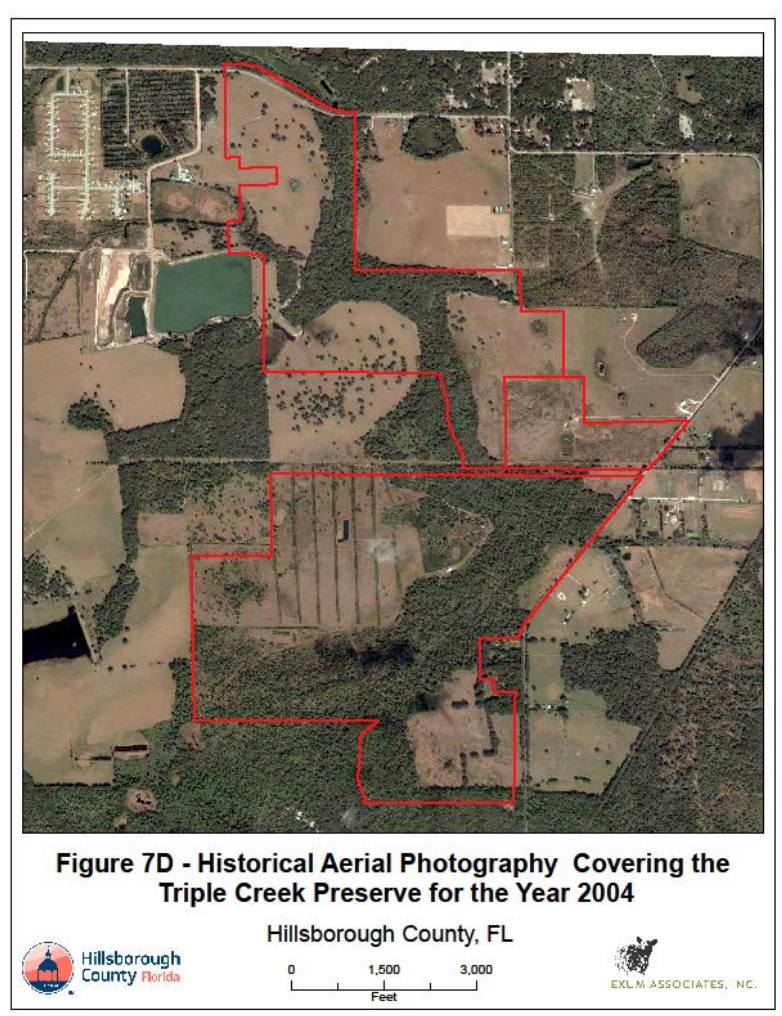 Figure 7D - Historical Aerial Photography Covering the
Triple Creek Preserve for the Year 2004
Hillsborough County, FL
Hillsborough
County Florida
0 1,500 3,000
Feet
EXUM ASSOCIATES, INC.